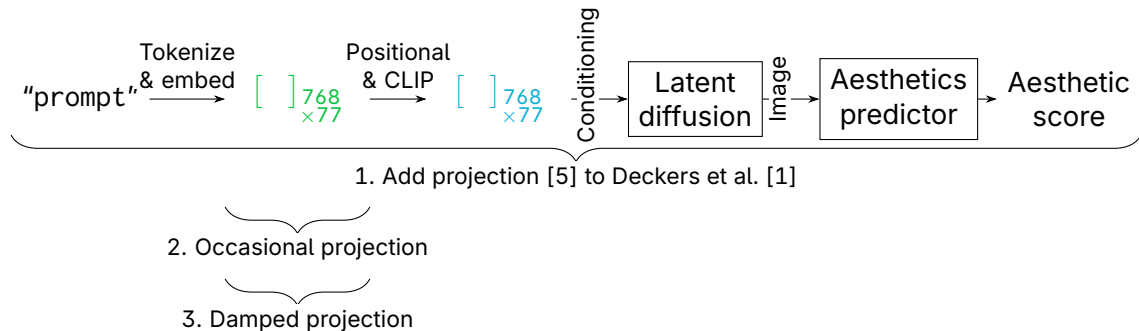 "prompt"
Tokenize
& embed
[ ] 768
×77
Positional
& CLIP
[ ] 768
×77
Conditioning
Latent
diffusion
Image
Aesthetics
predictor
Aesthetic
score
1. Add projection [5] to Deckers et al. [1]
2. Occasional projection
3. Damped projection